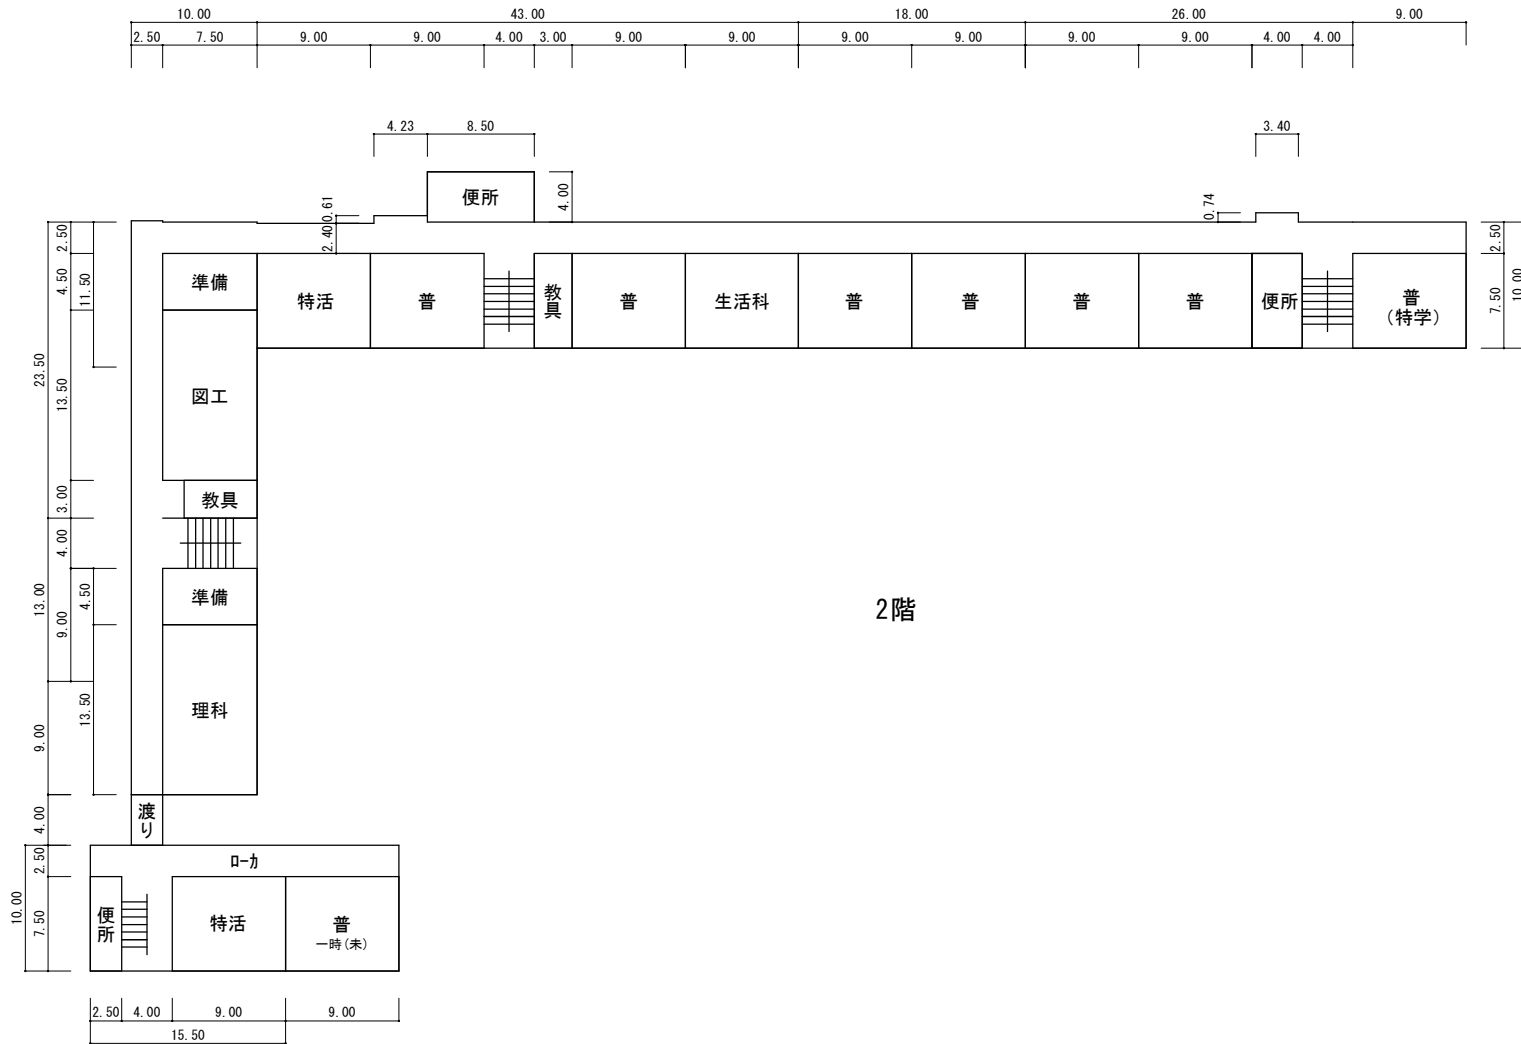 10.00 43.00 18.00 26.00 9.00
2.50 7.50 9.00 9.00 4.00 3.00 9.00 9.00 9.00 9.00 9.00 9.00 4.00 4.00
4.23 8.50 3.40
便所
4.00
0.61
2.40
0.74
2.50
4.50
11.50
23.50
13.50
3.00
4.00
13.00
4.50
9.00
13.50
9.00
4.00
2.50
10.00
7.50
準備
特活
普
教具
普
生活科
普
普
普
普
便所
普
(特学)
2.50
7.50
10.00
図工
教具
準備
2階
理科
渡り
ローカ
便所
特活
普
一時(未)
2.50 4.00 9.00 9.00
15.50